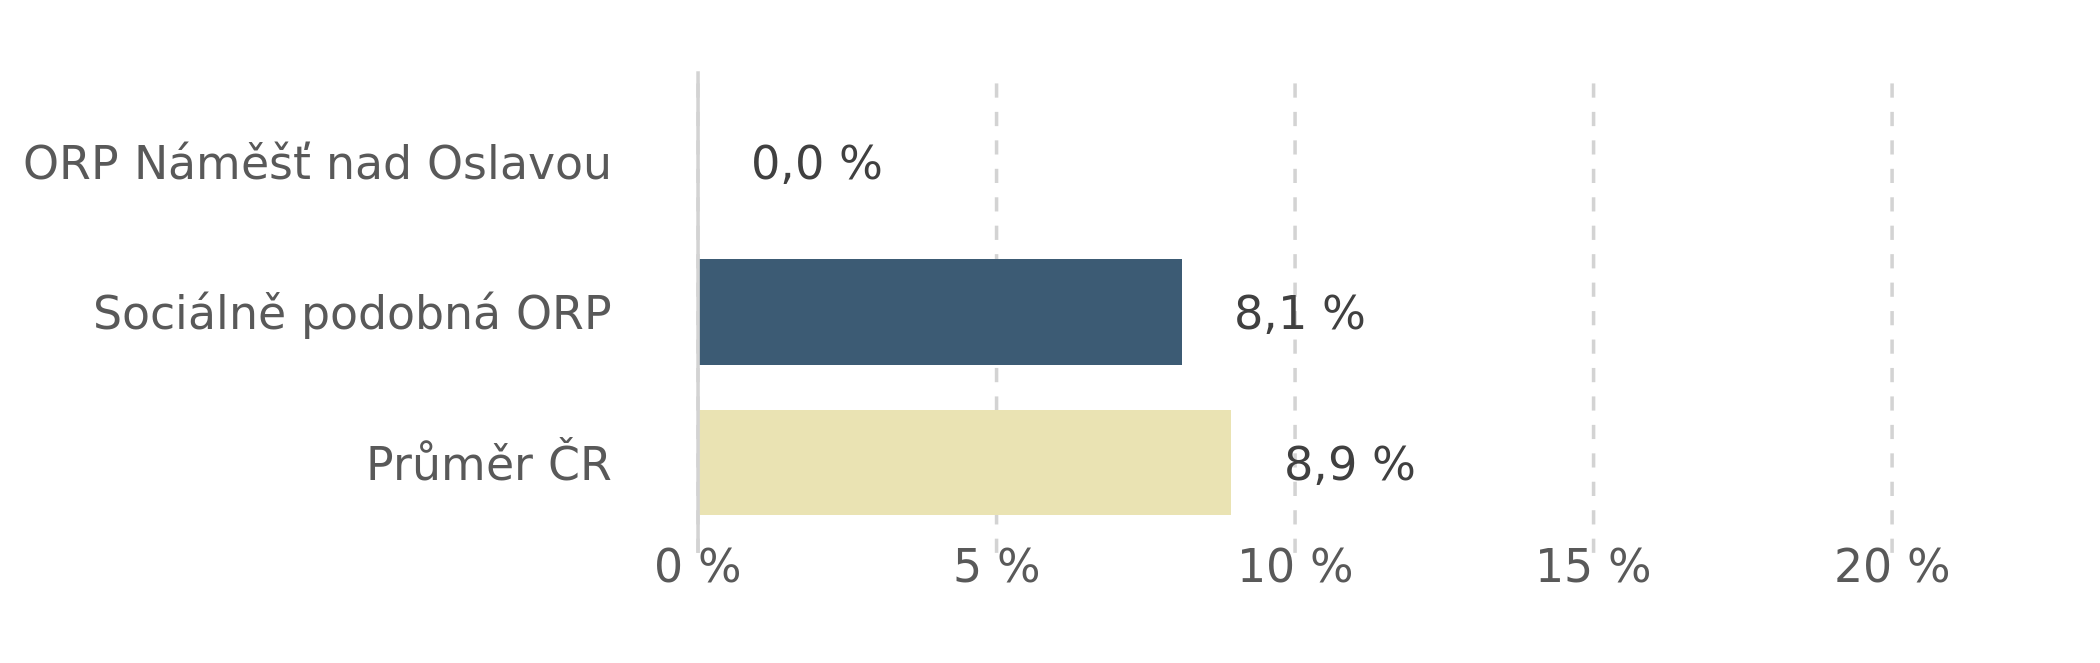 ORP Náměšť nad Oslavou
0,0 %
Sociálně podobná ORP
8,1 %
Průměr ČR
8,9 %
0 % 5 % 10 % 15 % 20 %